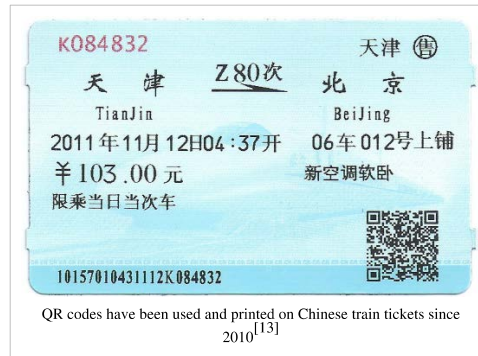 K084832
天津 售
天津 Z80次 北京
TianJin BeiJing
2011年11月12日04:37开 06车012号上铺
￥103.00元 新空调软卧
限乘当日当次车
10157010431112K084832
QR codes have been used and printed on Chinese train tickets since
2010[13]